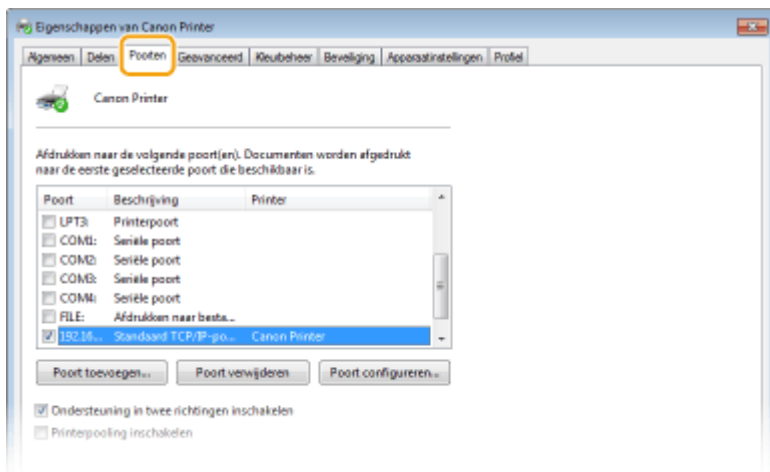 Eigenschappen van Canon Printer
Algemeen Delen Poorten Geavanceerd Kleurbeheer Beveiliging Apparaatinstellingen Profiel
Canon Printer
Afdrukken naar de volgende poort(en). Documenten worden afgedrukt
naar de eerste geselecteerde poort die beschikbaar is.
Poort Beschrijving Printer
LPT3: Printerpoort
COM1: Seriële poort
COM2: Seriële poort
COM3: Seriële poort
COM4: Seriële poort
FILE: Afdrukken naar besta...
192.16... Standaard TCP/IP-po... Canon Printer
Poort toevoegen... Poort verwijderen Poort configureren...
Ondersteuning in twee richtingen inschakelen
Printerpooling inschakelen